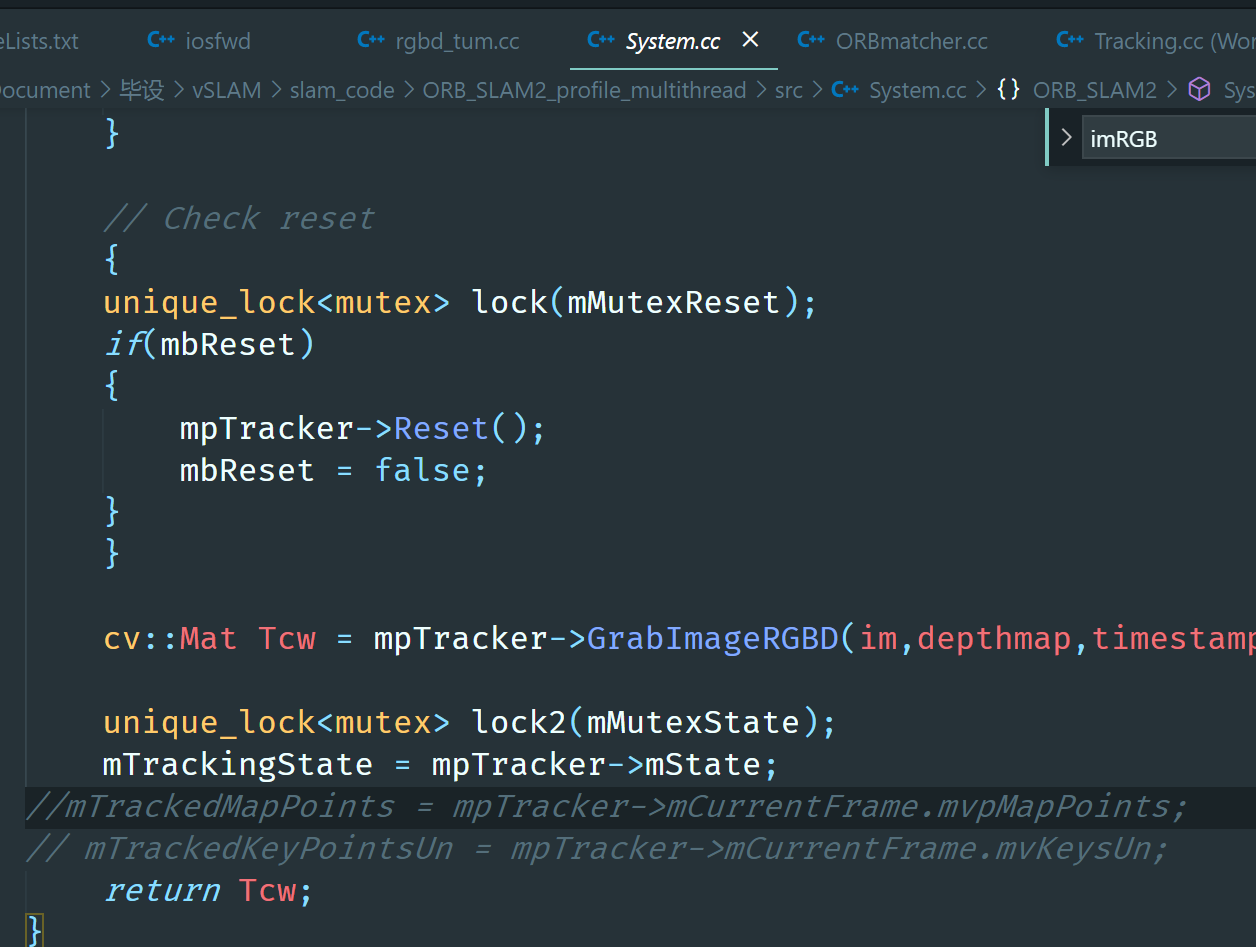 eLists.txt C++ iosfwd C++ rgbd_tum.cc C++ System.cc × C++ ORBmatcher.cc C++ Tracking.cc (Wor
ocument > 毕设 > vSLAM > slam_code > ORB_SLAM2_profile_multithread > src > C++ System.cc > {} ORB_SLAM2 > Sys
}
> imRGB
// Check reset
{
unique_lock<mutex> lock(mMutexReset);
if(mbReset)
{
mpTracker->Reset();
mbReset = false;
}
}
cv::Mat Tcw = mpTracker->GrabImageRGBD(im,depthmap,timestamp
unique_lock<mutex> lock2(mMutexState);
mTrackingState = mpTracker->mState;
//mTrackedMapPoints = mpTracker->mCurrentFrame.mvpMapPoints;
// mTrackedKeyPointsUn = mpTracker->mCurrentFrame.mvKeysUn;
return Tcw;
}